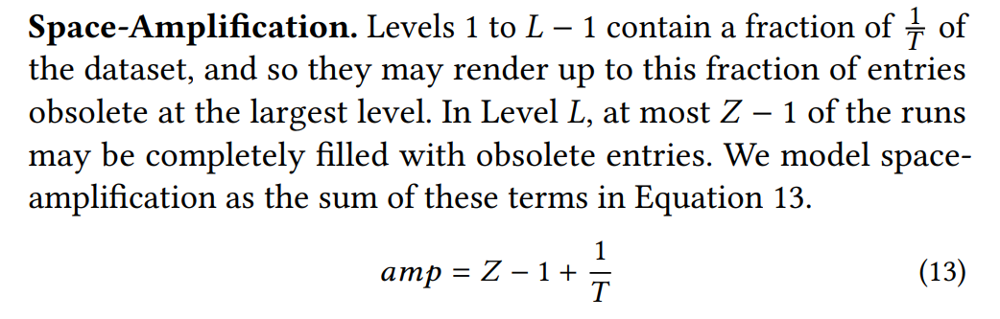 Space-Amplification. Levels 1 to L − 1 contain a fraction of 1/T of
the dataset, and so they may render up to this fraction of entries
obsolete at the largest level. In Level L, at most Z − 1 of the runs
may be completely filled with obsolete entries. We model space-
amplification as the sum of these terms in Equation 13.
amp = Z − 1 + 1/T (13)